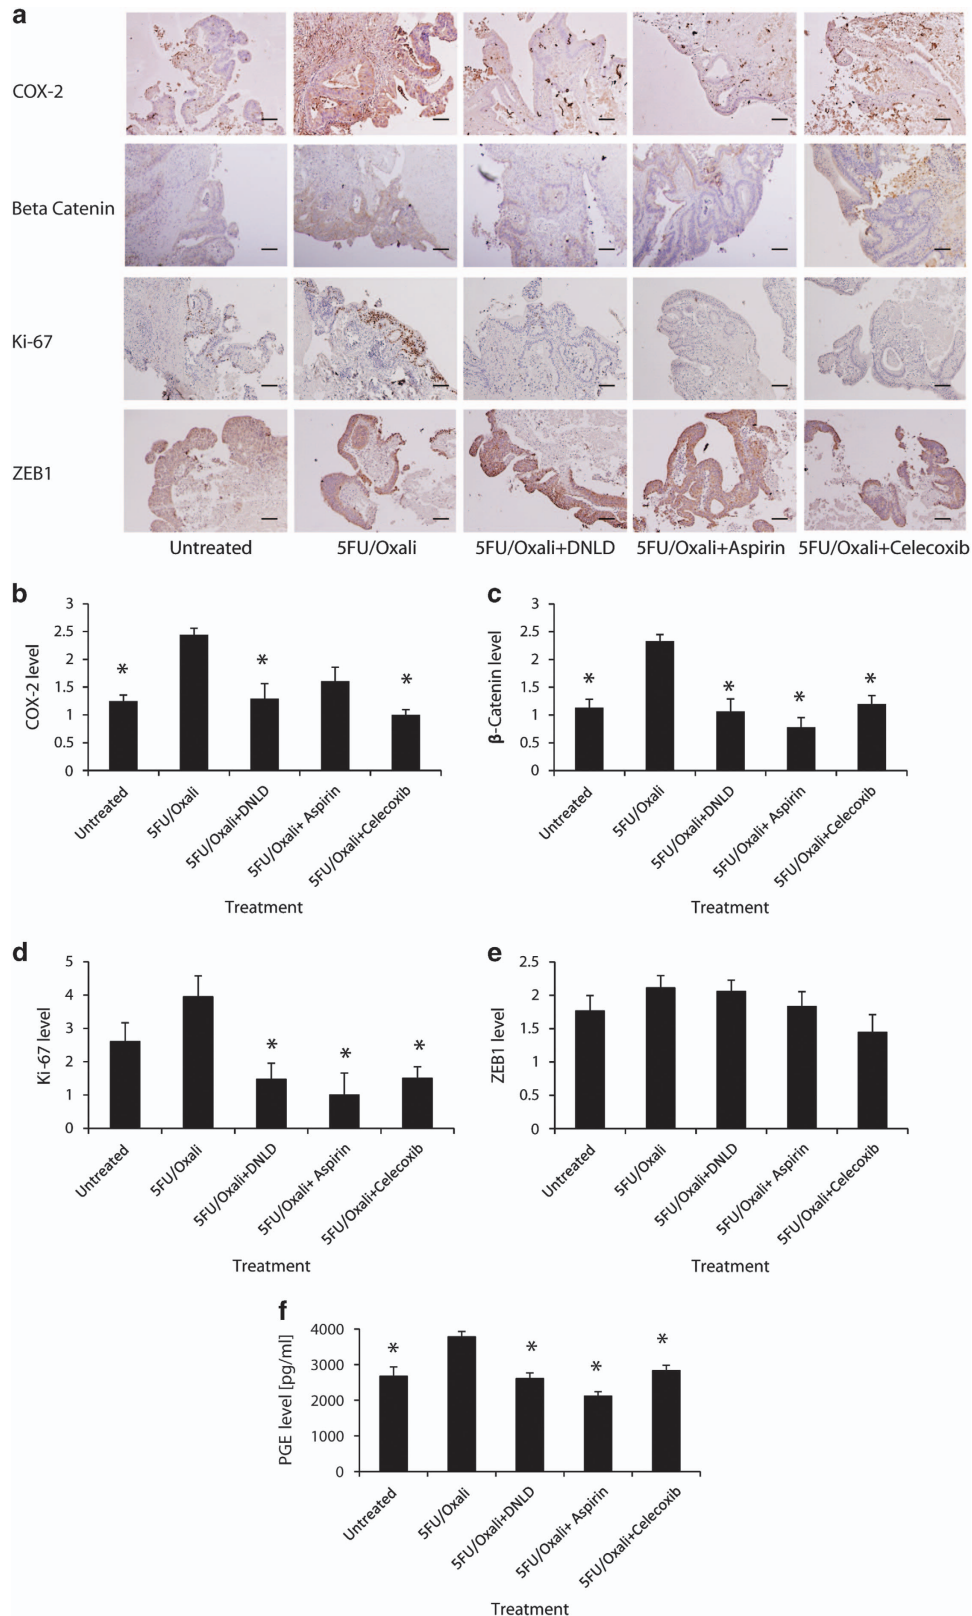 a
COX-2
Beta Catenin
Ki-67
ZEB1
Untreated 5FU/Oxali 5FU/Oxali+DNLD 5FU/Oxali+Aspirin 5FU/Oxali+Celecoxib
b
COX-2 level
3
2.5
2
1.5
1
0.5
0
*
*
*
Untreated
5FU/Oxali
5FU/Oxali+DNLD
5FU/Oxali+ Aspirin
5FU/Oxali+Celecoxib
Treatment
c
β-Catenin level
3
2.5
2
1.5
1
0.5
0
*
*
*
*
Untreated
5FU/Oxali
5FU/Oxali+DNLD
5FU/Oxali+ Aspirin
5FU/Oxali+Celecoxib
Treatment
d
Ki-67 level
5
4
3
2
1
0
*
*
*
Untreated
5FU/Oxali
5FU/Oxali+DNLD
5FU/Oxali+ Aspirin
5FU/Oxali+Celecoxib
Treatment
e
ZEB1 level
2.5
2
1.5
1
0.5
0
Untreated
5FU/Oxali
5FU/Oxali+DNLD
5FU/Oxali+ Aspirin
5FU/Oxali+Celecoxib
Treatment
f
PGE level [pg/ml]
4000
3000
2000
1000
0
*
*
*
*
Untreated
5FU/Oxali
5FU/Oxali+DNLD
5FU/Oxali+ Aspirin
5FU/Oxali+Celecoxib
Treatment